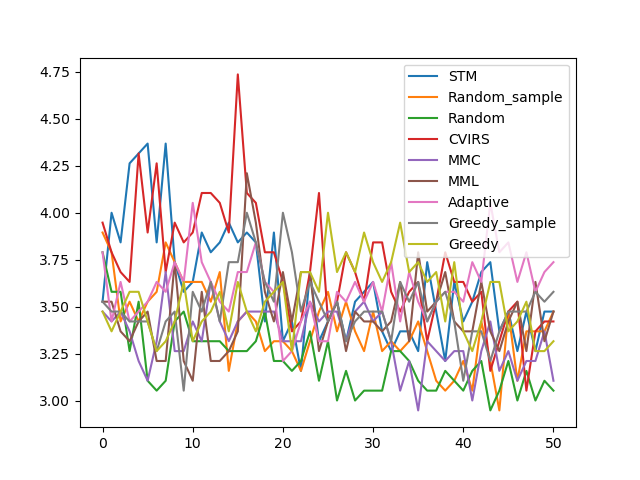 4.75
4.50
4.25
4.00
3.75
3.50
3.25
3.00
0
10
20
30
40
50
STM
Random_sample
Random
CVIRS
MMC
MML
Adaptive
Greedy_sample
Greedy